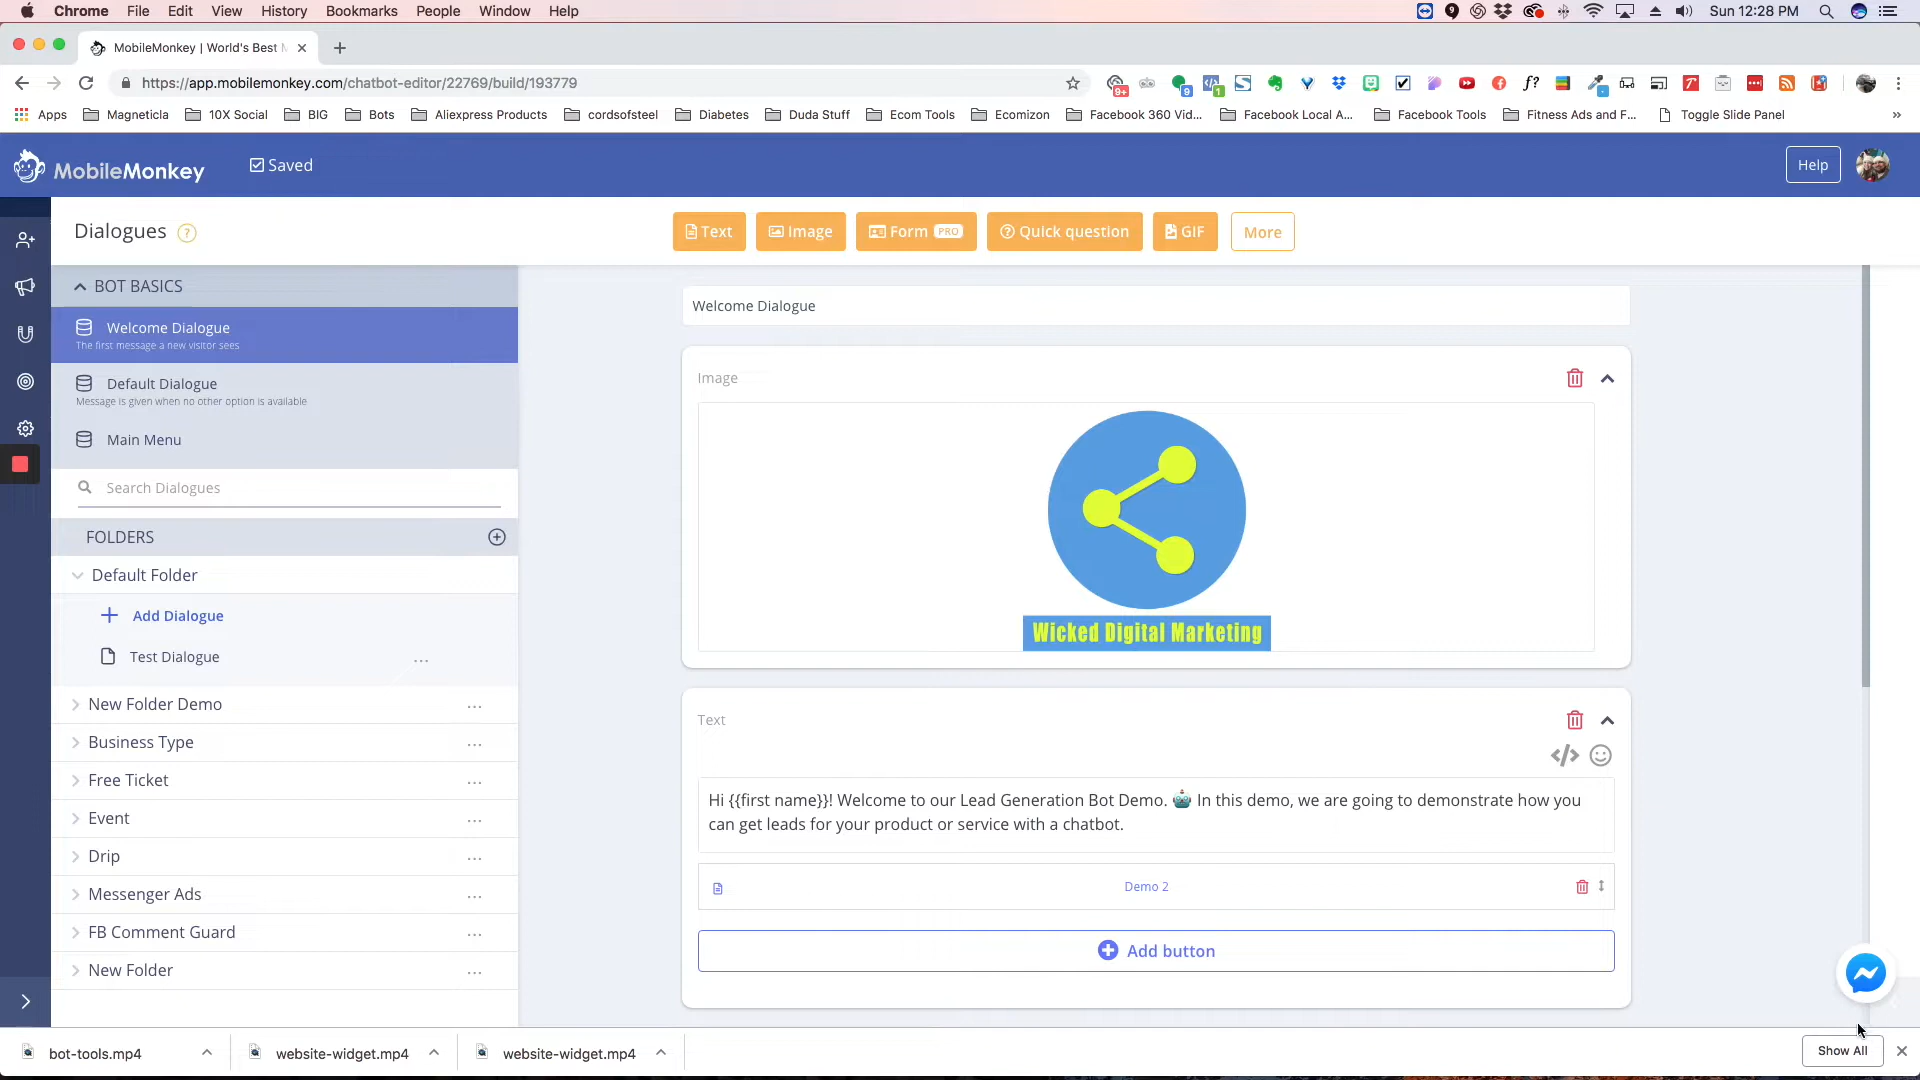 Chrome File Edit View History Bookmarks People Window Help
Sun 12:28 PM
MobileMonkey | World's Best
https://app.mobilemonkey.com/chatbot-editor/22769/build/193779
Apps Magneticla 10X Social BIG Bots Aliexpress Products cordsofsteel Diabetes Duda Stuff Ecom Tools Ecomizon Facebook 360 Vid... Facebook Local A... Facebook Tools Fitness Ads and F... Toggle Slide Panel »
MobileMonkey Saved Help
Dialogues ? Text Image Form PRO Quick question GIF More
BOT BASICS
Welcome Dialogue
The first message a new visitor sees
Default Dialogue
Message is given when no other option is available
Main Menu
Search Dialogues
FOLDERS
Default Folder
Add Dialogue
Test Dialogue ...
New Folder Demo ...
Business Type ...
Free Ticket ...
Event ...
Drip ...
Messenger Ads ...
FB Comment Guard ...
New Folder ...
Welcome Dialogue
Image
Wicked Digital Marketing
Text
Hi {{first name}}! Welcome to our Lead Generation Bot Demo. 🤖 In this demo, we are going to demonstrate how you
can get leads for your product or service with a chatbot.
Demo 2
Add button
bot-tools.mp4 website-widget.mp4 website-widget.mp4 Show All